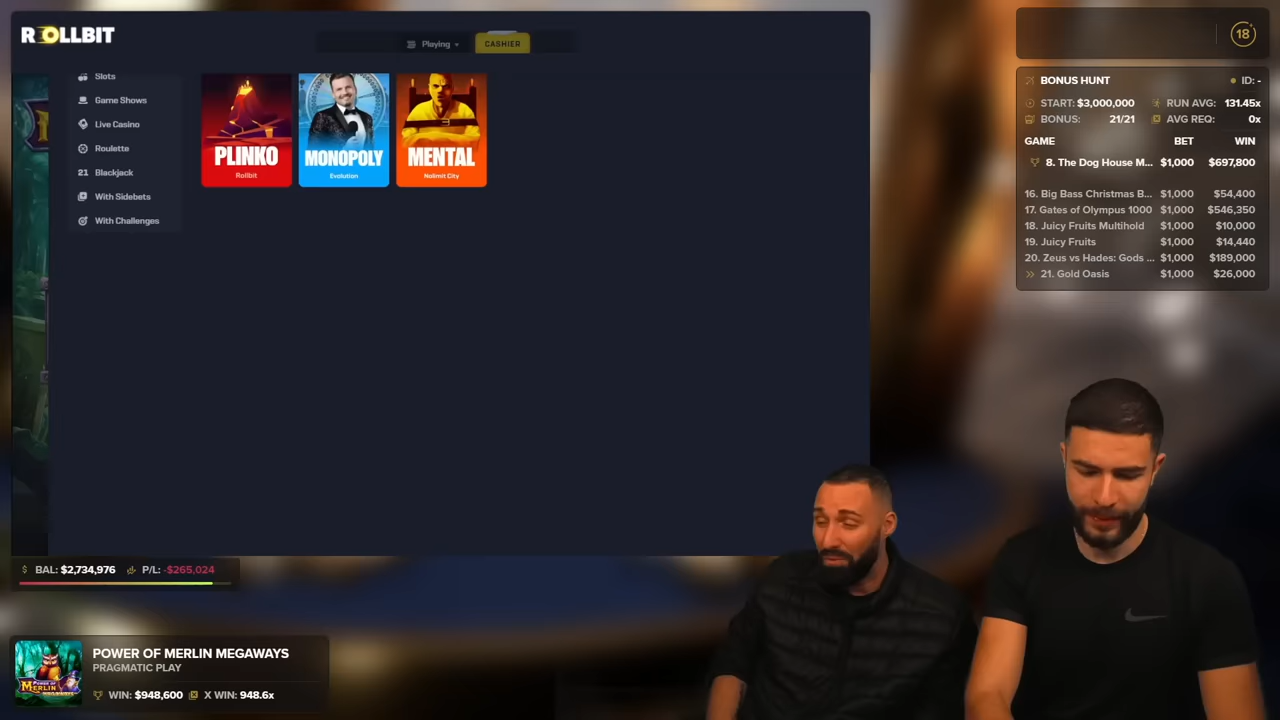 ROLLBIT
Playing
CASHIER
Slots
Game Shows
Live Casino
Roulette
21 Blackjack
With Sidebets
With Challenges
PLINKO
Rollbit
MONOPOLY
Evolution
MENTAL
Nolimit City
18+
BONUS HUNT ID: -
START: $3,000,000 RUN AVG: 131.45x
BONUS: 21/21 AVG REQ: 0x
GAME BET WIN
8. The Dog House M... $1,000 $697,800
16. Big Bass Christmas B... $1,000 $54,400
17. Gates of Olympus 1000 $1,000 $546,350
18. Juicy Fruits Multihold $1,000 $10,000
19. Juicy Fruits $1,000 $14,440
20. Zeus vs Hades: Gods ... $1,000 $189,000
21. Gold Oasis $1,000 $26,000
BAL: $2,734,976 P/L: -$265,024
POWER OF MERLIN MEGAWAYS
PRAGMATIC PLAY
WIN: $948,600 X WIN: 948.6x
POWER OF
MERLIN